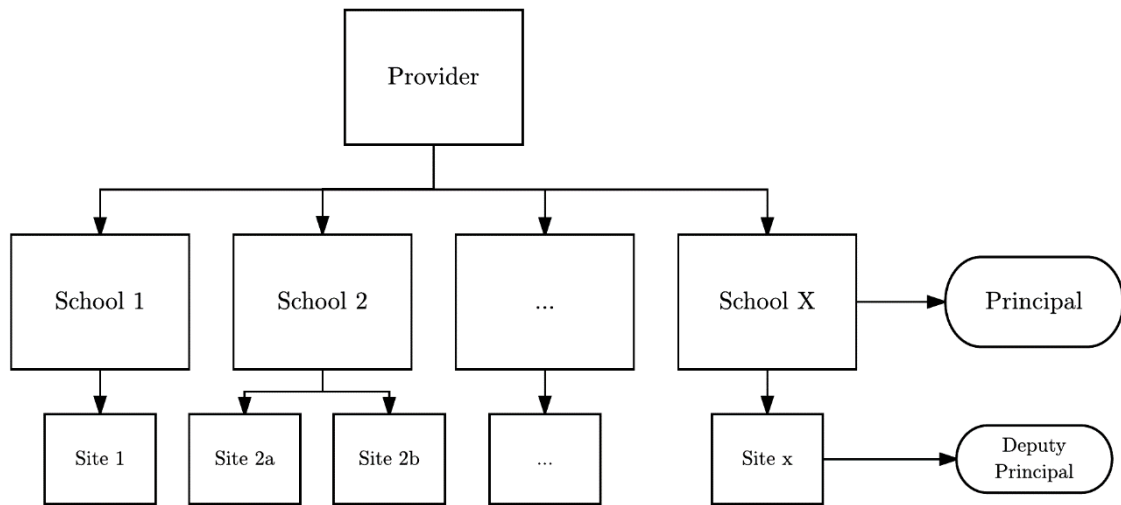 Provider
School 1
School 2
...
School X
Principal
Site 1
Site 2a
Site 2b
...
Site x
Deputy
Principal